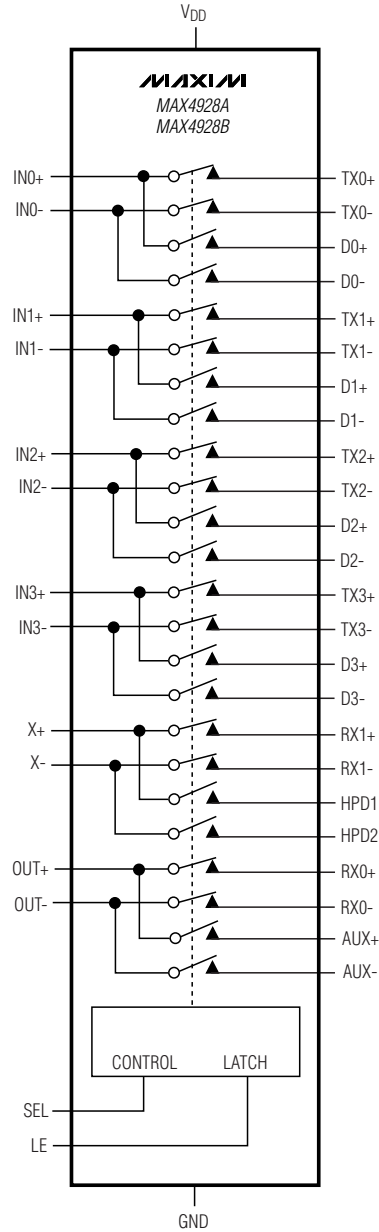 VDD
MAXIM
MAX4928A
MAX4928B
IN0+ TX0+
IN0- TX0-
D0+
D0-
IN1+ TX1+
IN1- TX1-
D1+
D1-
IN2+ TX2+
IN2- TX2-
D2+
D2-
IN3+ TX3+
IN3- TX3-
D3+
D3-
X+ RX1+
X- RX1-
HPD1
HPD2
OUT+ RX0+
OUT- RX0-
AUX+
AUX-
CONTROL LATCH
SEL
LE
GND